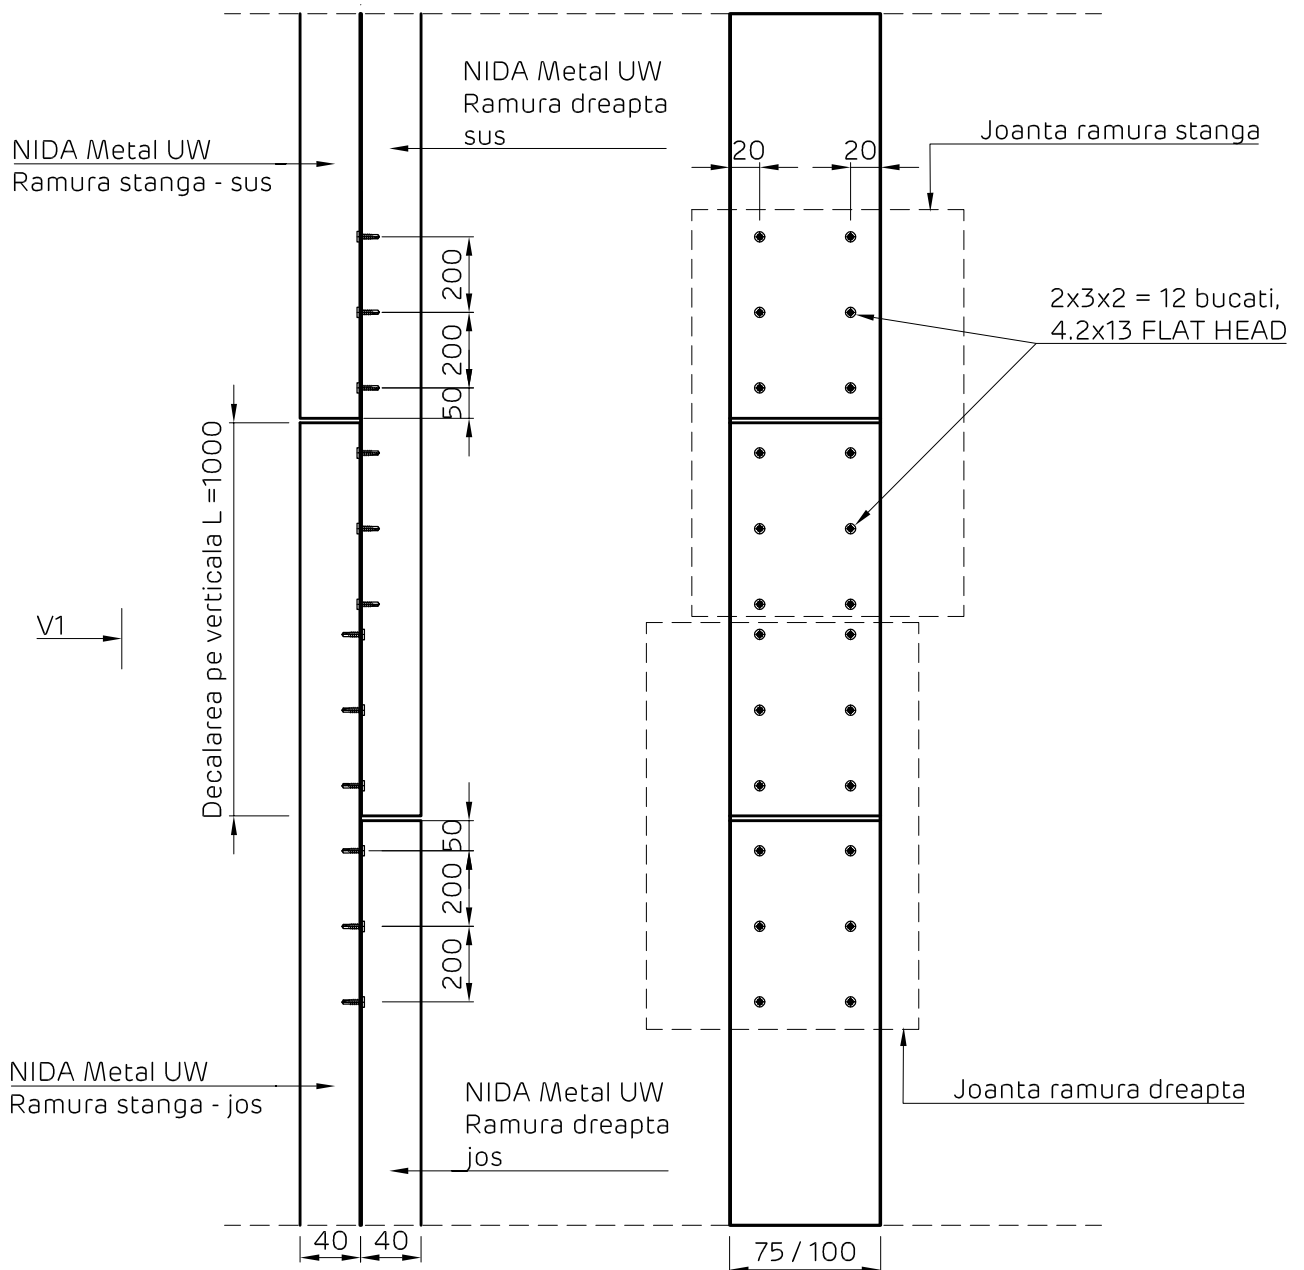 NIDA Metal UW
Ramura dreapta
sus
NIDA Metal UW
Ramura stanga - sus
Joanta ramura stanga
20
20
200
200
50
2x3x2 = 12 bucati,
4.2x13 FLAT HEAD
Decalarea pe verticala L =1000
V1
50
200
200
NIDA Metal UW
Ramura stanga - jos
NIDA Metal UW
Ramura dreapta
jos
Joanta ramura dreapta
40
40
75 / 100